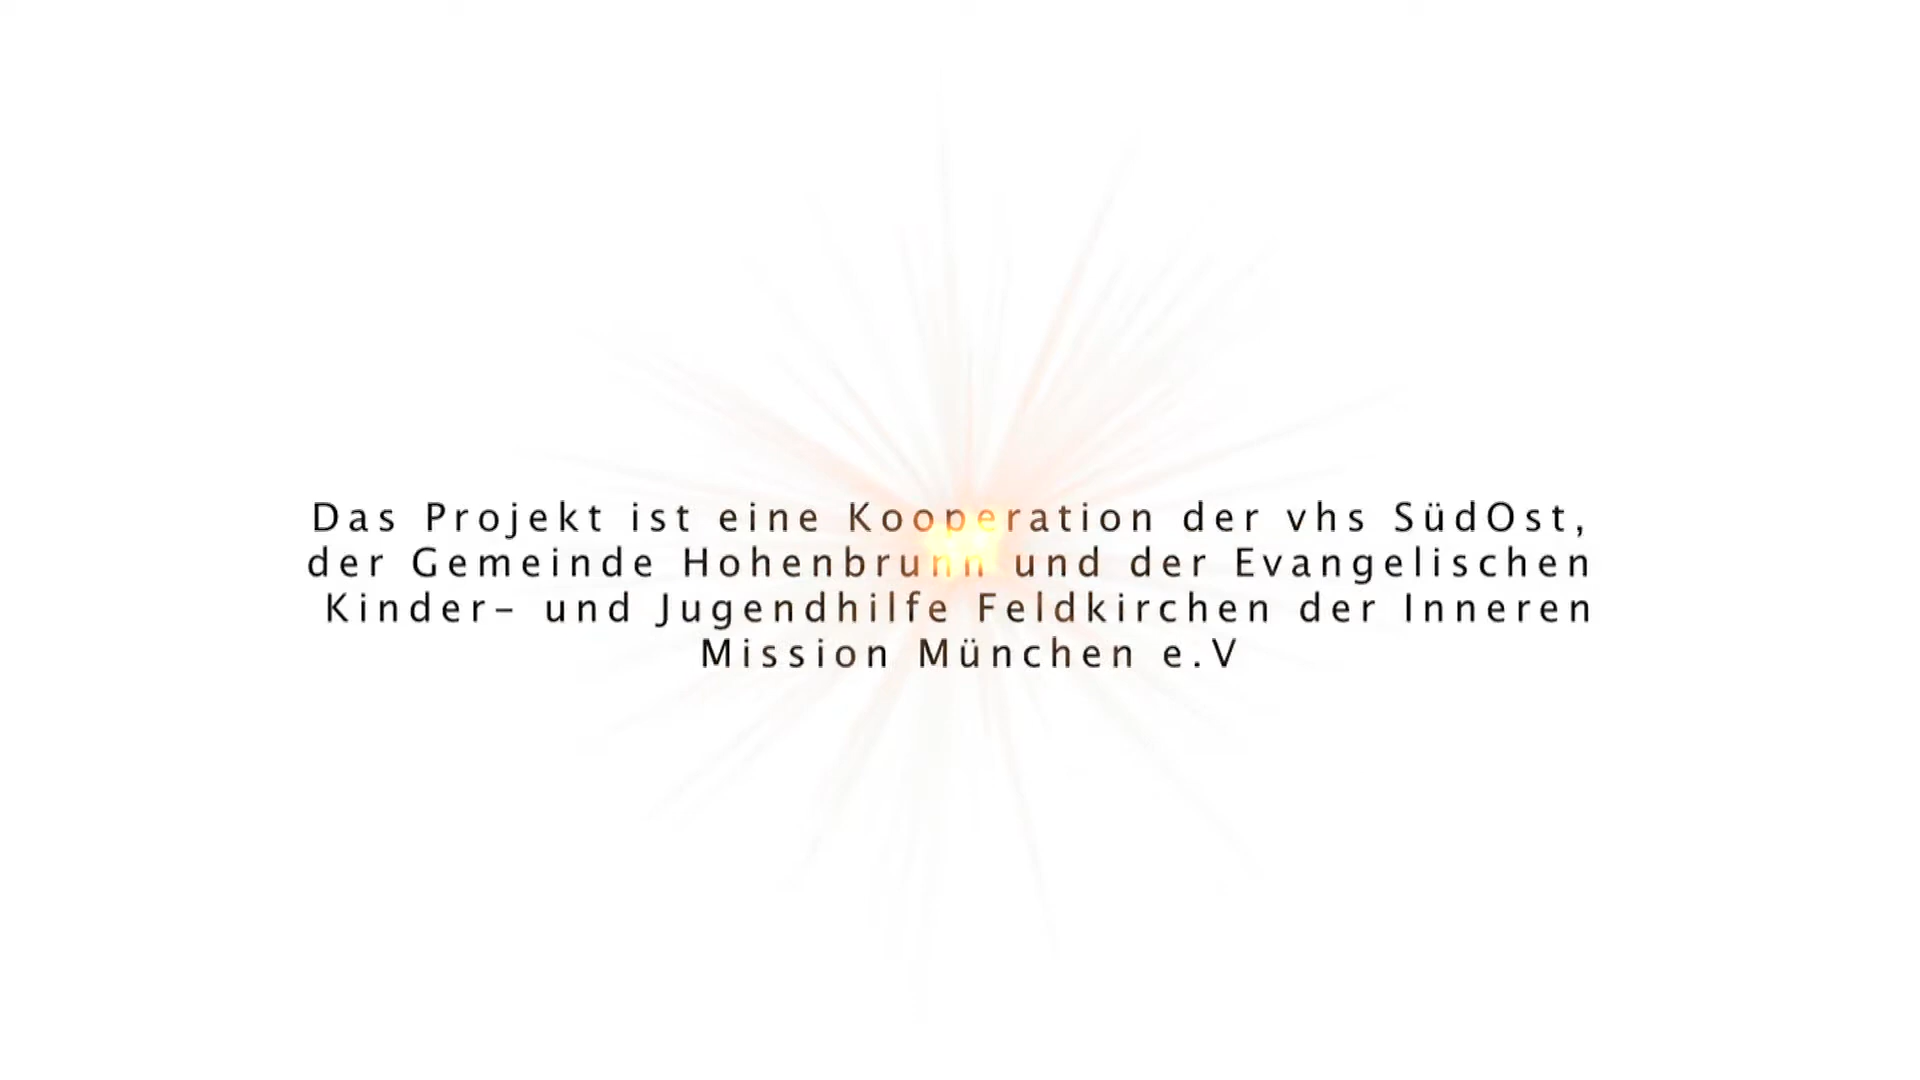 Das Projekt ist eine Kooperation der vhs SüdOst,
der Gemeinde Hohenbrunn und der Evangelischen
Kinder– und Jugendhilfe Feldkirchen der Inneren
Mission München e.V